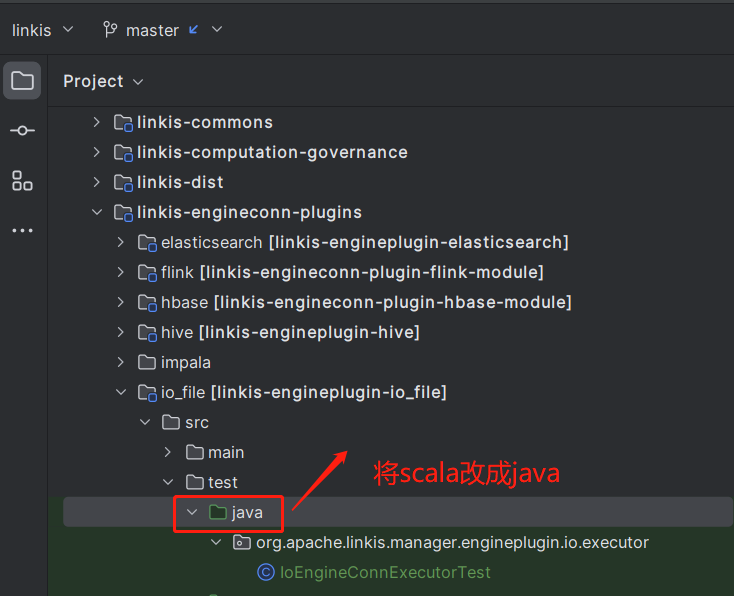 linkis master
Project
linkis-commons
linkis-computation-governance
linkis-dist
linkis-engineconn-plugins
elasticsearch [linkis-engineplugin-elasticsearch]
flink [linkis-engineconn-plugin-flink-module]
hbase [linkis-engineconn-plugin-hbase-module]
hive [linkis-engineplugin-hive]
impala
io_file [linkis-engineplugin-io_file]
src
main
将scala改成java
test
java
org.apache.linkis.manager.engineplugin.io.executor
IoEngineConnExecutorTest